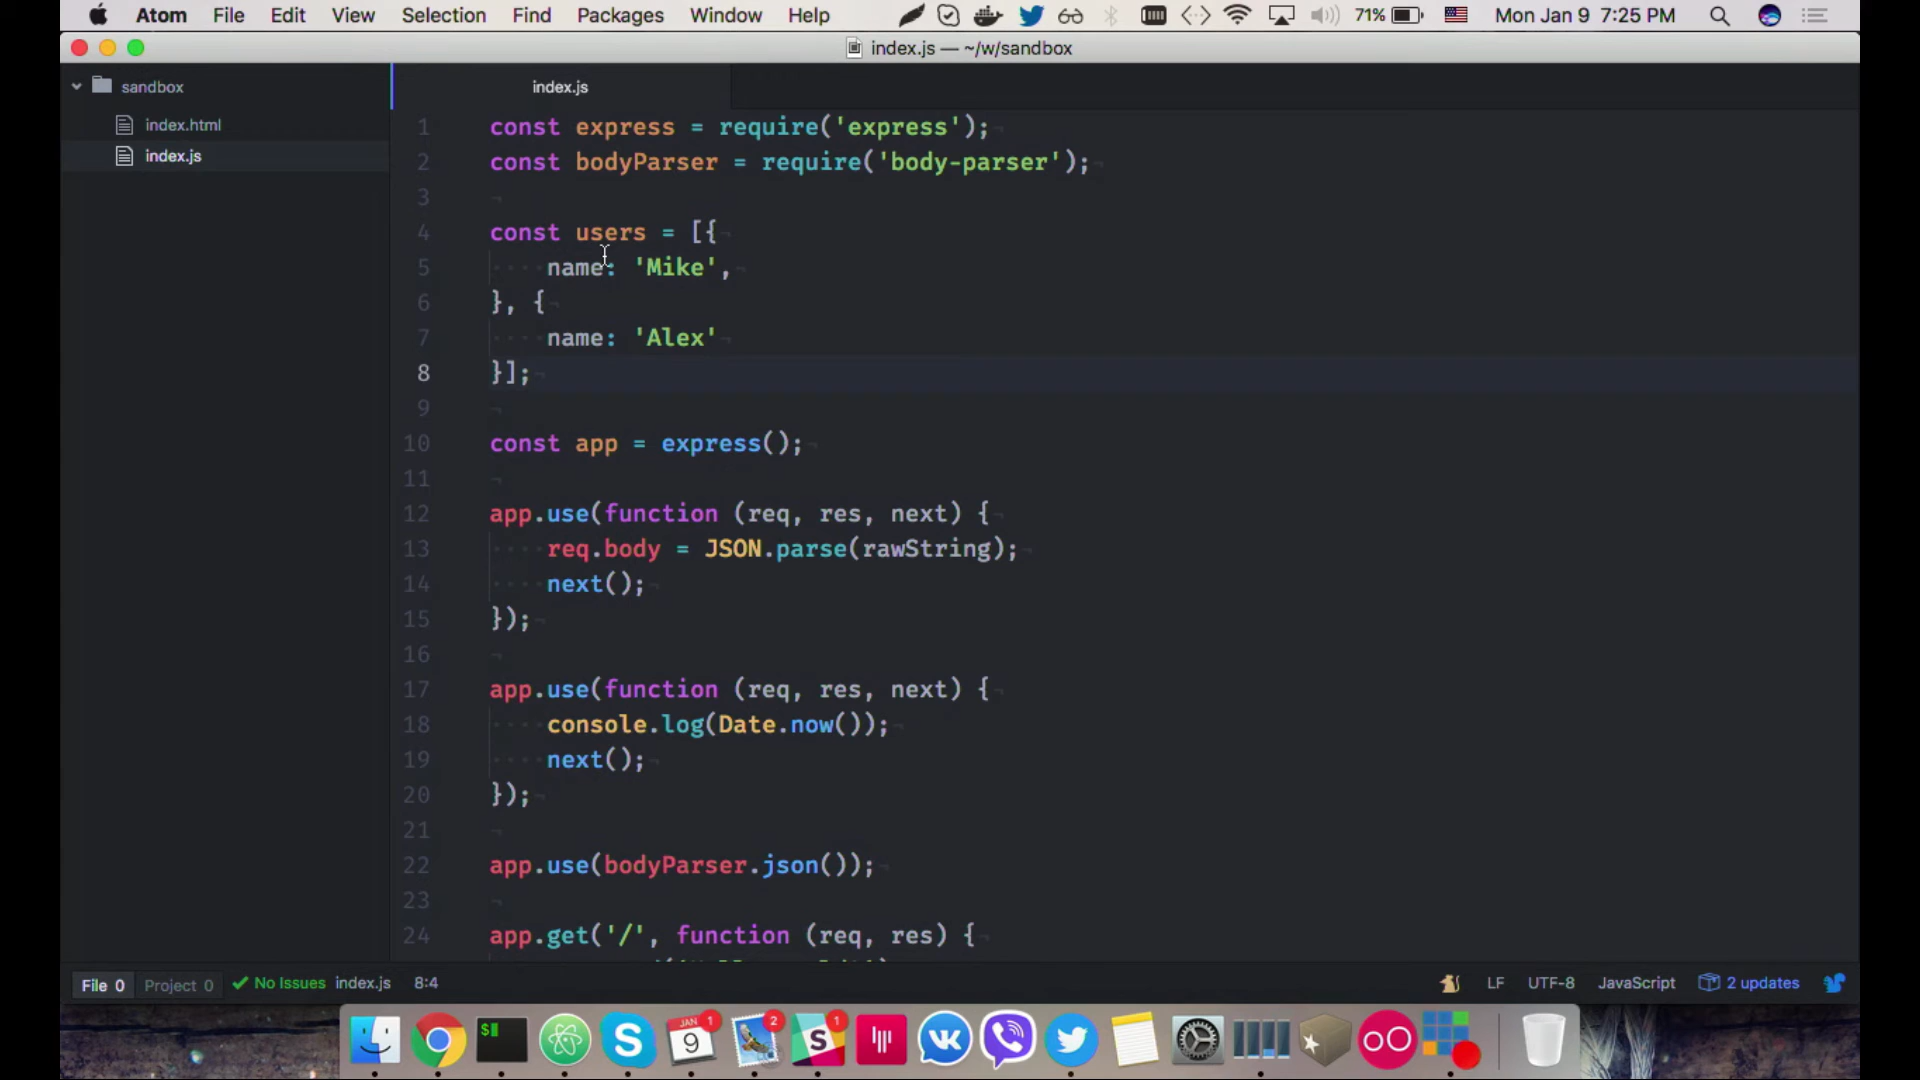 Atom File Edit View Selection Find Packages Window Help 71% Mon Jan 9 7:25 PM
index.js — ~/w/sandbox
sandbox
index.html
index.js
index.js
1 const express = require('express');
2 const bodyParser = require('body-parser');
3
4 const users = [{
5 name: 'Mike',
6 }, {
7 name: 'Alex'
8 }];
9
10 const app = express();
11
12 app.use(function (req, res, next) {
13 req.body = JSON.parse(rawString);
14 next();
15 });
16
17 app.use(function (req, res, next) {
18 console.log(Date.now());
19 next();
20 });
21
22 app.use(bodyParser.json());
23
24 app.get('/', function (req, res) {
File 0 Project 0 No Issues index.js 8:4 LF UTF-8 JavaScript 2 updates
$ JAN 9 1 2 1